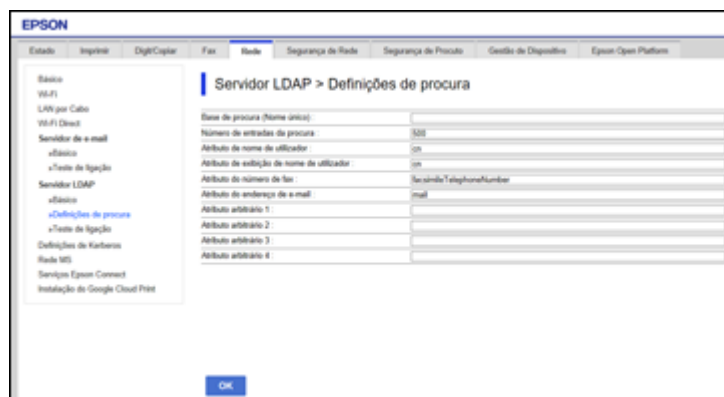 EPSON
Estado Imprimir Digit/Copiar Fax Rede Segurança de Rede Segurança de Procuto Gestão de Dispositivo Epson Open Platform
Básico
Wi-Fi
LAN por Cabo
Wi-Fi Direct
Servidor de e-mail
»Básico
»Teste de ligação
Servidor LDAP
»Básico
»Definições de procura
»Teste de ligação
Definições de Kerberos
Rede MS
Serviços Epson Connect
Instalação do Google Cloud Print
Servidor LDAP > Definições de procura
Base de procura (Nome único) :
Número de entradas da procura : 500
Atributo de nome de utilizador : cn
Atributo de exibição de nome de utilizador : cn
Atributo do número de fax : facsimileTelephoneNumber
Atributo do endereço de e-mail : mail
Atributo arbitrário 1 :
Atributo arbitrário 2 :
Atributo arbitrário 3 :
Atributo arbitrário 4 :
OK